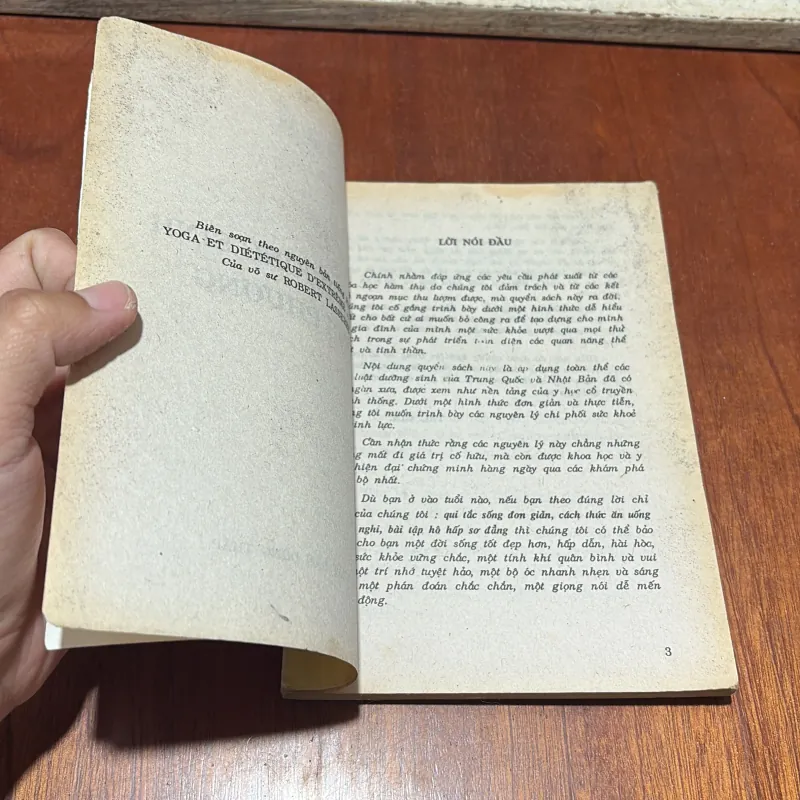 Biên soạn theo nguyên bản
YOGA ET DIÉTÉTIQUE D'EXTRÊME
Của võ sư ROBERT
LỜI NÓI ĐẦU
Chính nhằm đáp ứng các yêu cầu phát xuất từ các
học hàm thụ do chúng tôi đảm trách và từ các kết
ngoạn mục thu lượm được, mà quyển sách này ra đời.
tôi cố gắng trình bày dưới một hình thức dễ hiểu
cho bất cứ ai muốn bỏ công ra để tạo dựng cho mình
gia đình của mình một sức khỏe vượt qua mọi thử
trong sự phát triển toàn diện các quan năng thể
và tinh thần.
Nội dung quyển sách này là áp dụng toàn thể các
luật dưỡng sinh của Trung Quốc và Nhật Bản đã có
xưa, được xem như nền tảng của y học cổ truyền
thống. Dưới một hình thức đơn giản và thực tiễn,
tôi muốn trình bày các nguyên lý chi phối sức khoẻ
lực.
Cần nhận thức rằng các nguyên lý này chẳng những
mất đi giá trị cố hữu, mà còn được khoa học và y
đại chứng minh hàng ngày qua các khám phá
bộ nhất.
Dù bạn ở vào tuổi nào, nếu bạn theo đúng lời chỉ
của chúng tôi : qui tắc sống đơn giản, cách thức ăn uống
nghi, bài tập hô hấp sơ đẳng thì chúng tôi có thể bảo
cho bạn một đời sống tốt đẹp hơn, hấp dẫn, hài hòa,
sức khỏe vững chắc, một tính khí quân bình và vui
một trí nhớ tuyệt hảo, một bộ óc nhanh nhẹn và sáng
một phán đoán chắc chắn, một giọng nói dễ mến
động.
3